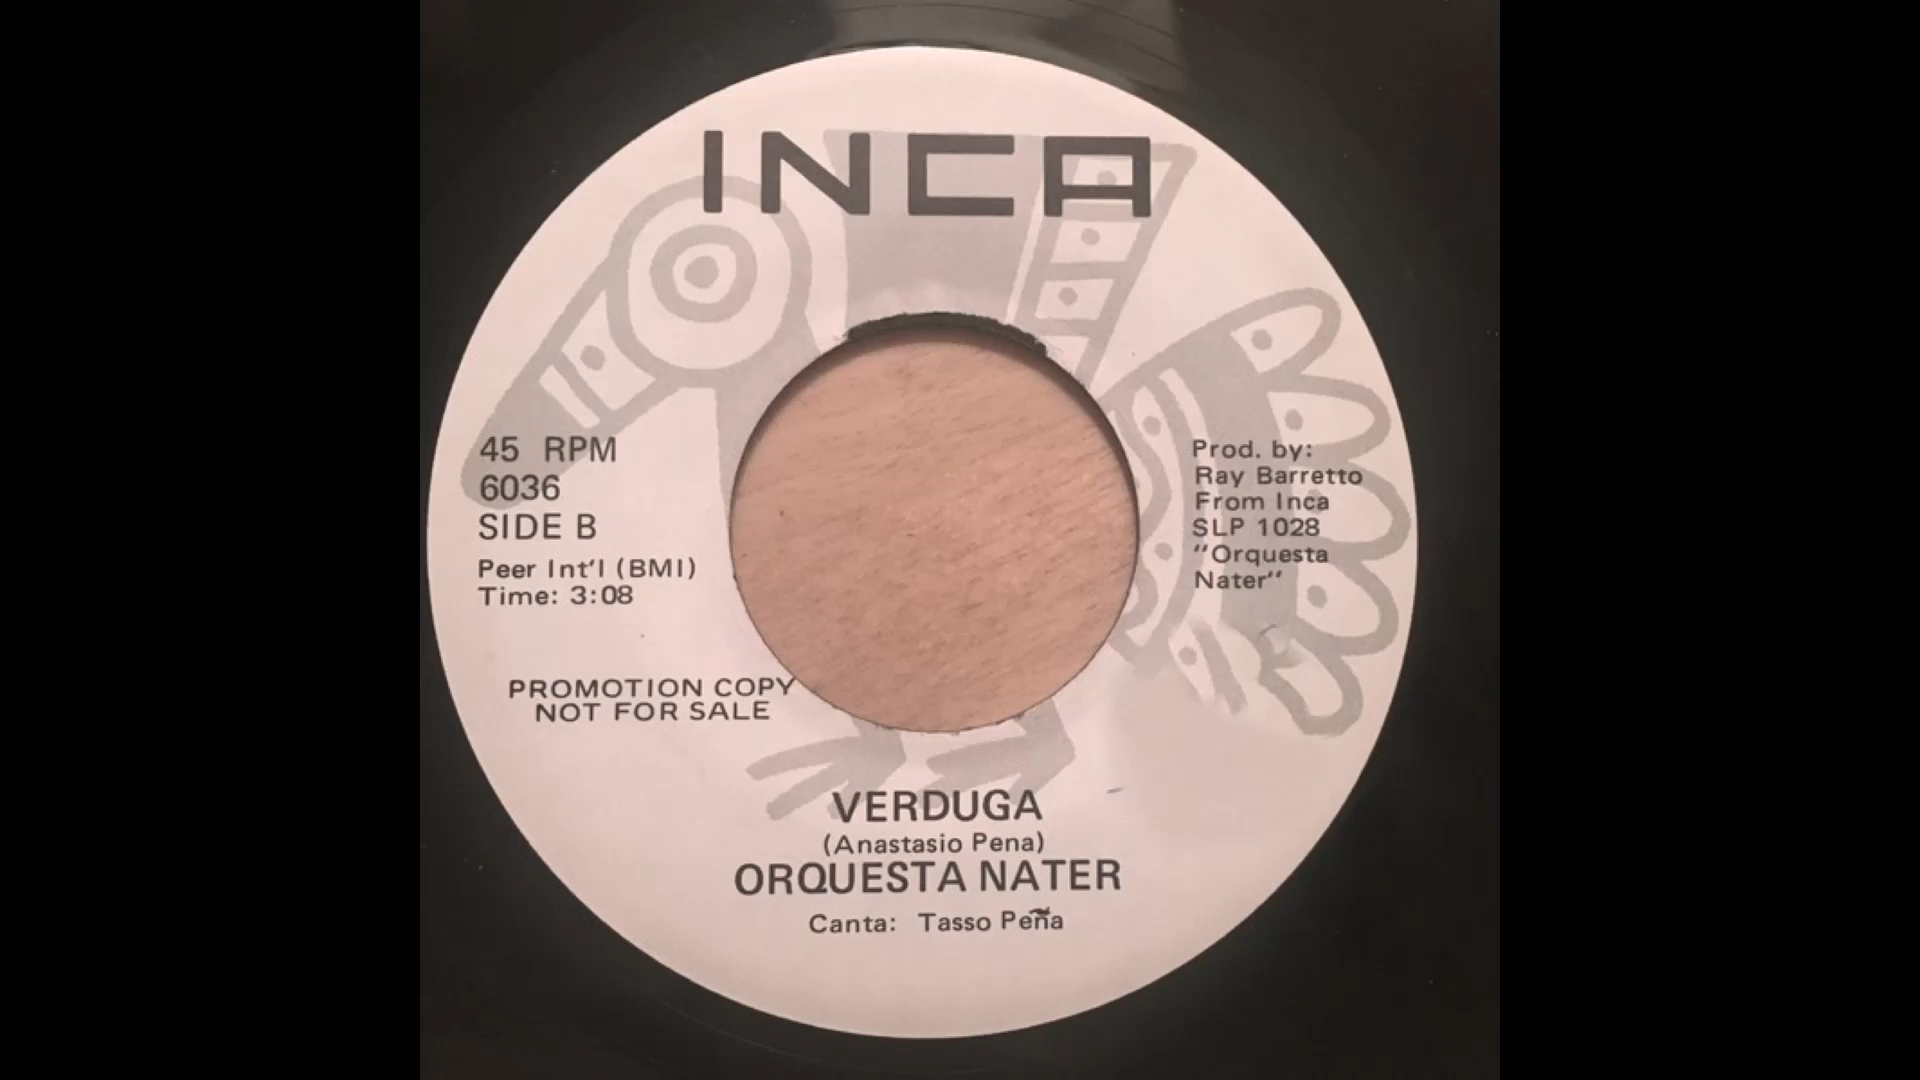 INCA
45 RPM
6036
SIDE B
Peer Int'l (BMI)
Time: 3:08
PROMOTION COPY
NOT FOR SALE
Prod. by:
Ray Barretto
From Inca
SLP 1028
"Orquesta
Nater"
VERDUGA
(Anastasio Pena)
ORQUESTA NATER
Canta: Tasso Peña